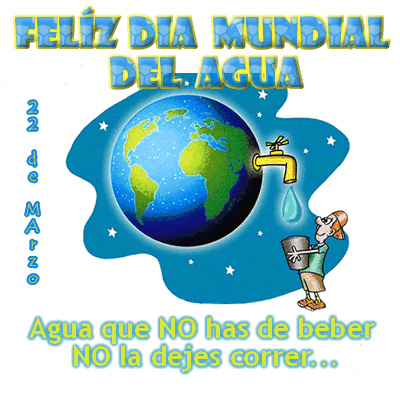 FELÍZ DIA MUNDIAL
DEL AGUA
22 de MArzo
Agua que NO has de beber
NO la dejes correr...